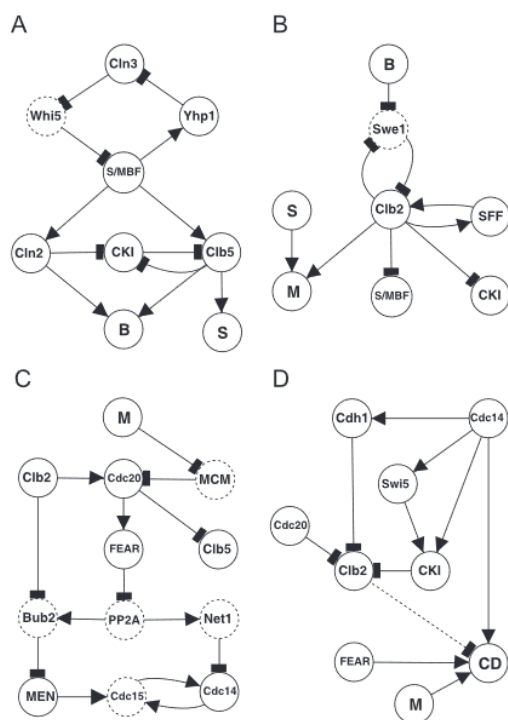 A
Cln3
Whi5
Yhp1
S/MBF
Cln2
CKI
Clb5
B
S
B
B
Swe1
Clb2
S
SFF
M
S/MBF
CKI
C
M
Clb2
Cdc20
MCM
FEAR
Clb5
Bub2
PP2A
Net1
MEN
Cdc15
Cdc14
D
Cdh1
Cdc14
Swi5
Cdc20
Clb2
CKI
FEAR
CD
M